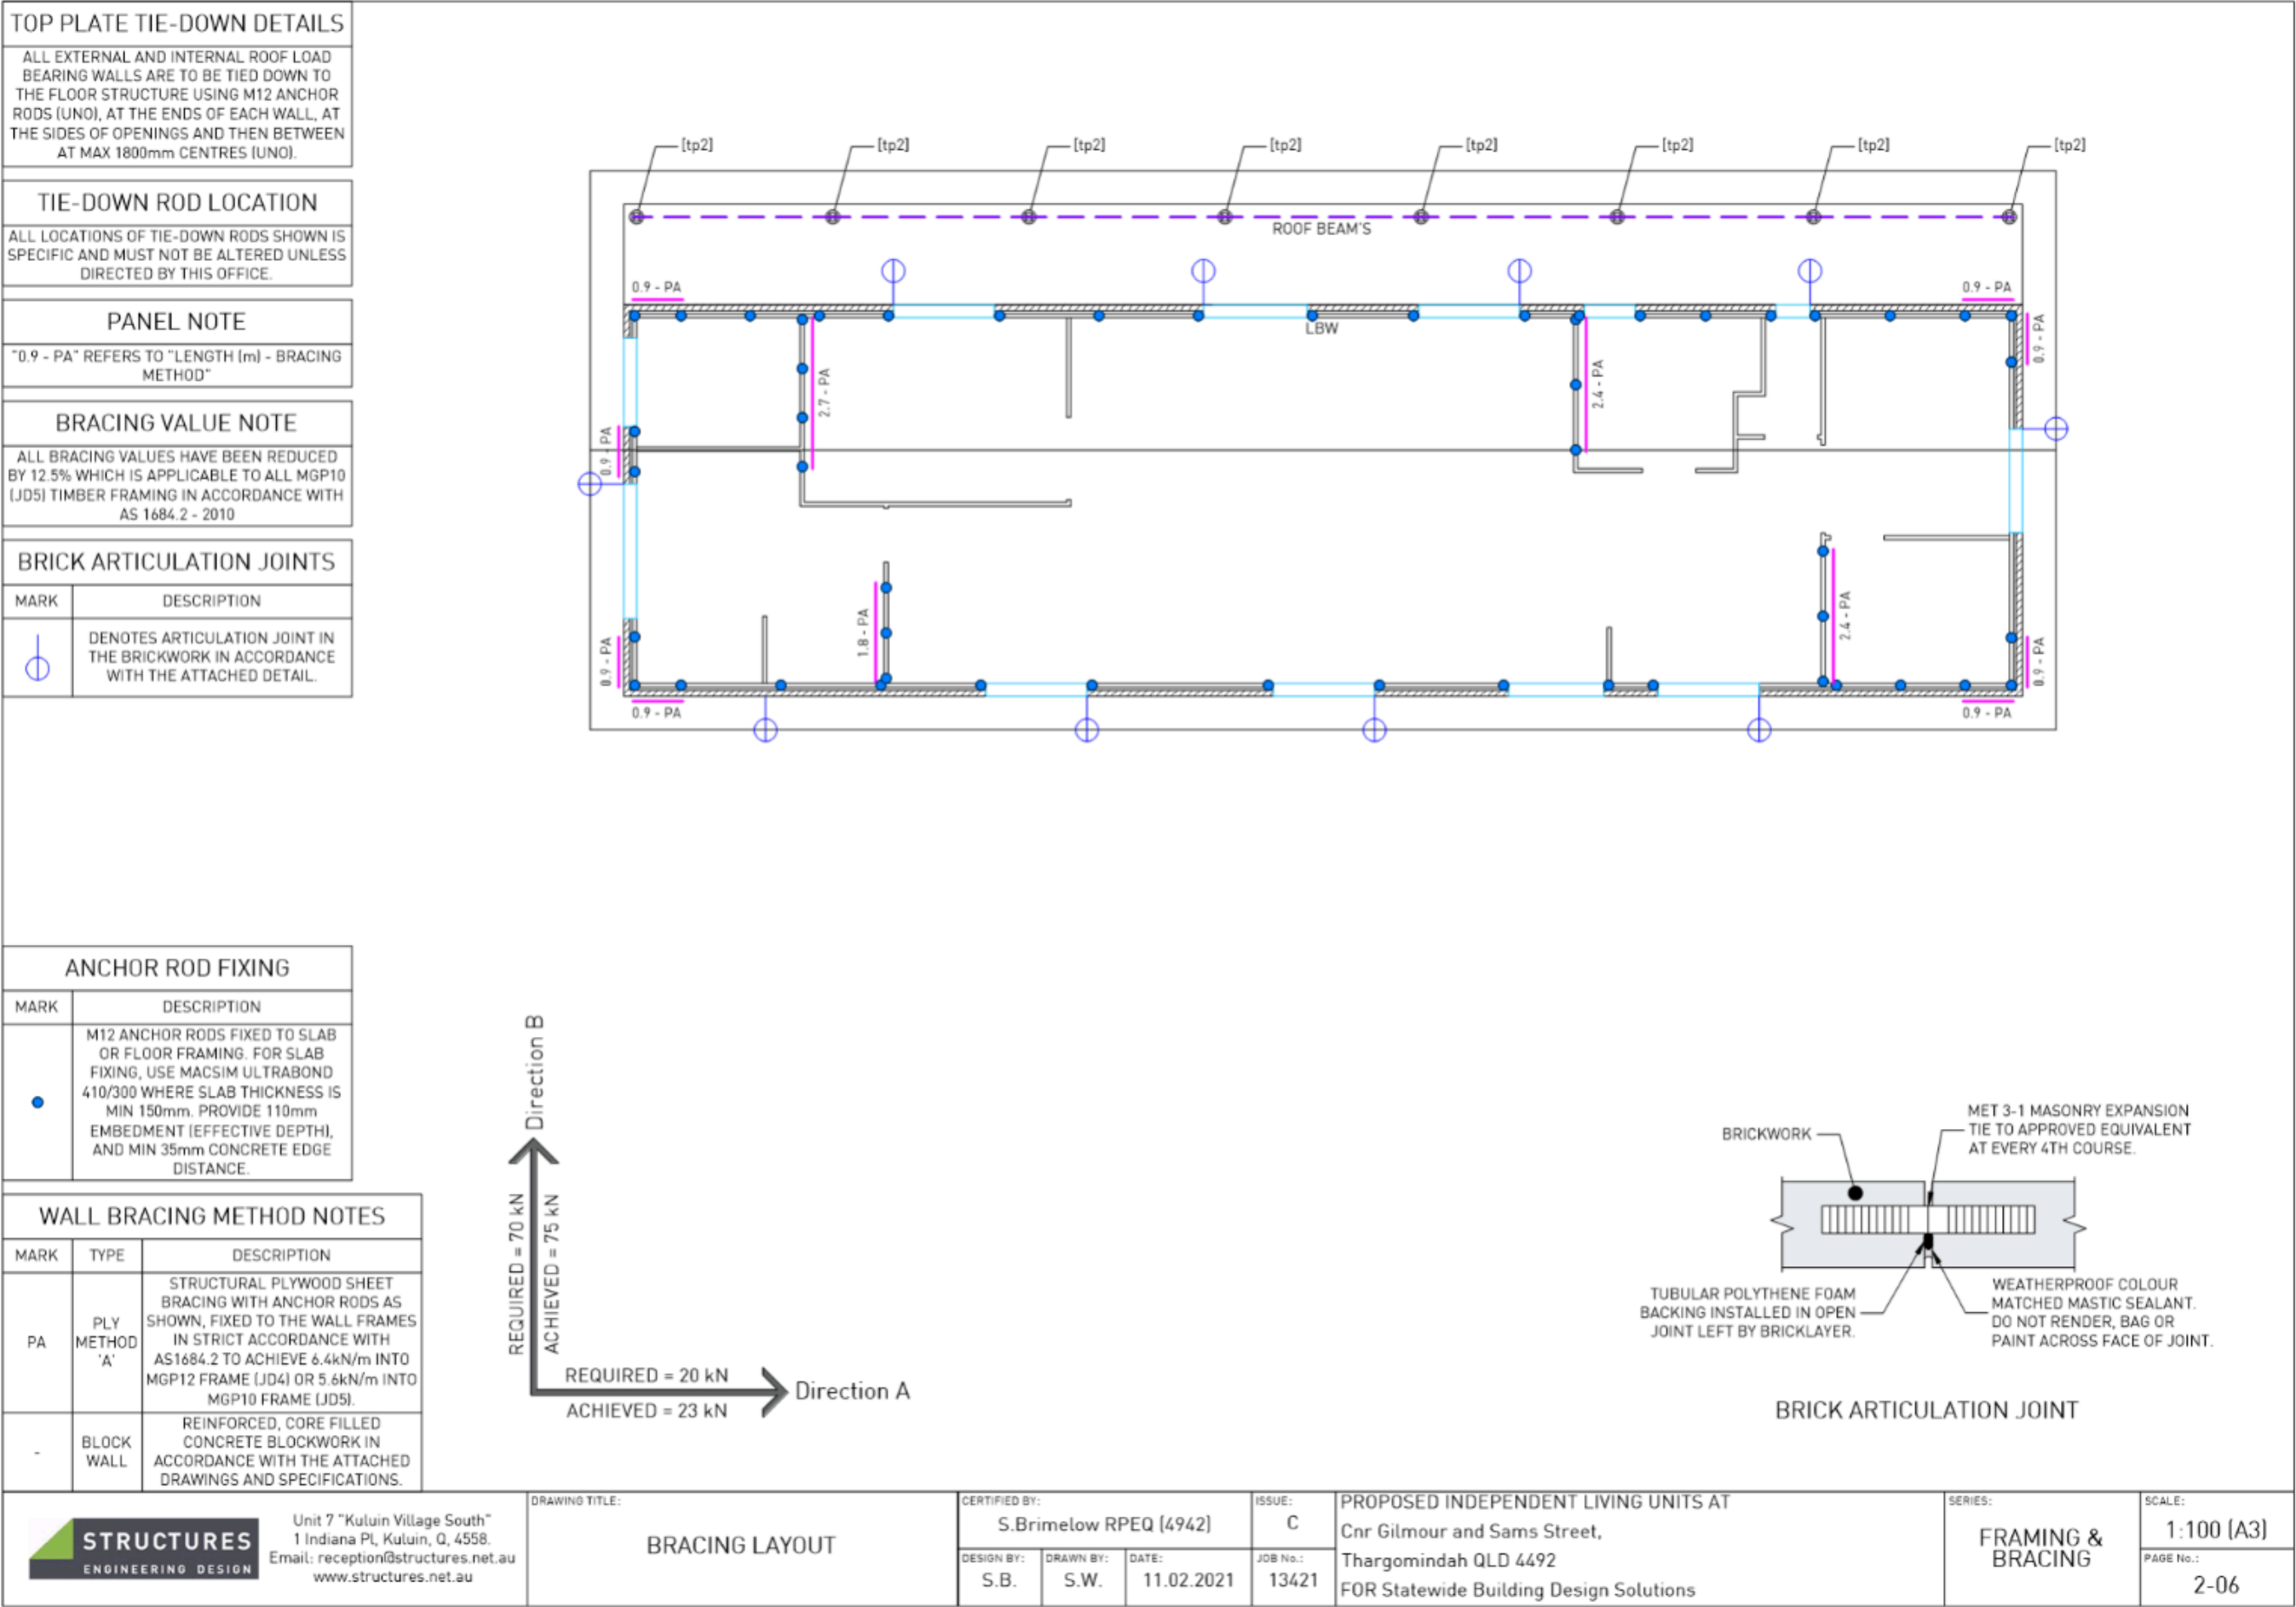 TOP PLATE TIE-DOWN DETAILS
ALL EXTERNAL AND INTERNAL ROOF LOAD
BEARING WALLS ARE TO BE TIED DOWN TO
THE FLOOR STRUCTURE USING M12 ANCHOR
RODS (UNO), AT THE ENDS OF EACH WALL, AT
THE SIDES OF OPENINGS AND THEN BETWEEN
AT MAX 1800mm CENTRES (UNO).
TIE-DOWN ROD LOCATION
ALL LOCATIONS OF TIE-DOWN RODS SHOWN IS
SPECIFIC AND MUST NOT BE ALTERED UNLESS
DIRECTED BY THIS OFFICE.
PANEL NOTE
"0.9 - PA" REFERS TO "LENGTH (m) - BRACING
METHOD"
BRACING VALUE NOTE
ALL BRACING VALUES HAVE BEEN REDUCED
BY 12.5% WHICH IS APPLICABLE TO ALL MGP10
(JD5) TIMBER FRAMING IN ACCORDANCE WITH
AS 1684.2 - 2010
BRICK ARTICULATION JOINTS
MARK DESCRIPTION
DENOTES ARTICULATION JOINT IN
THE BRICKWORK IN ACCORDANCE
WITH THE ATTACHED DETAIL.
[tp2] [tp2] [tp2] [tp2] [tp2] [tp2] [tp2] [tp2]
ROOF BEAM'S
0.9 - PA
0.9 - PA
LBW
0.9 - PA
2.7 - PA
2.4 - PA
0.9 - PA
1.8 - PA
2.4 - PA
0.9 - PA
0.9 - PA
0.9 - PA
0.9 - PA
ANCHOR ROD FIXING
MARK DESCRIPTION
M12 ANCHOR RODS FIXED TO SLAB
OR FLOOR FRAMING. FOR SLAB
FIXING, USE MACSIM ULTRABOND
410/300 WHERE SLAB THICKNESS IS
MIN 150mm. PROVIDE 110mm
EMBEDMENT (EFFECTIVE DEPTH),
AND MIN 35mm CONCRETE EDGE
DISTANCE.
WALL BRACING METHOD NOTES
MARK TYPE DESCRIPTION
PA
PLY
METHOD
'A'
STRUCTURAL PLYWOOD SHEET
BRACING WITH ANCHOR RODS AS
SHOWN, FIXED TO THE WALL FRAMES
IN STRICT ACCORDANCE WITH
AS1684.2 TO ACHIEVE 6.4kN/m INTO
MGP12 FRAME (JD4) OR 5.6kN/m INTO
MGP10 FRAME (JD5).
-
BLOCK
WALL
REINFORCED, CORE FILLED
CONCRETE BLOCKWORK IN
ACCORDANCE WITH THE ATTACHED
DRAWINGS AND SPECIFICATIONS.
Direction B
REQUIRED = 70 kN
ACHIEVED = 75 kN
REQUIRED = 20 kN
Direction A
ACHIEVED = 23 kN
BRICKWORK
MET 3-1 MASONRY EXPANSION
TIE TO APPROVED EQUIVALENT
AT EVERY 4TH COURSE.
TUBULAR POLYTHENE FOAM
BACKING INSTALLED IN OPEN
JOINT LEFT BY BRICKLAYER.
WEATHERPROOF COLOUR
MATCHED MASTIC SEALANT.
DO NOT RENDER, BAG OR
PAINT ACROSS FACE OF JOINT.
BRICK ARTICULATION JOINT
STRUCTURES
ENGINEERING DESIGN
Unit 7 "Kuluin Village South"
1 Indiana Pl, Kuluin, Q, 4558.
Email: reception@structures.net.au
www.structures.net.au
DRAWING TITLE:
BRACING LAYOUT
CERTIFIED BY:
S.Brimelow RPEQ (4942)
ISSUE:
C
DESIGN BY:
S.B.
DRAWN BY:
S.W.
DATE:
11.02.2021
JOB No.:
13421
PROPOSED INDEPENDENT LIVING UNITS AT
Cnr Gilmour and Sams Street,
Thargomindah QLD 4492
FOR Statewide Building Design Solutions
SERIES:
FRAMING &
BRACING
SCALE:
1:100 (A3)
PAGE No.:
2-06